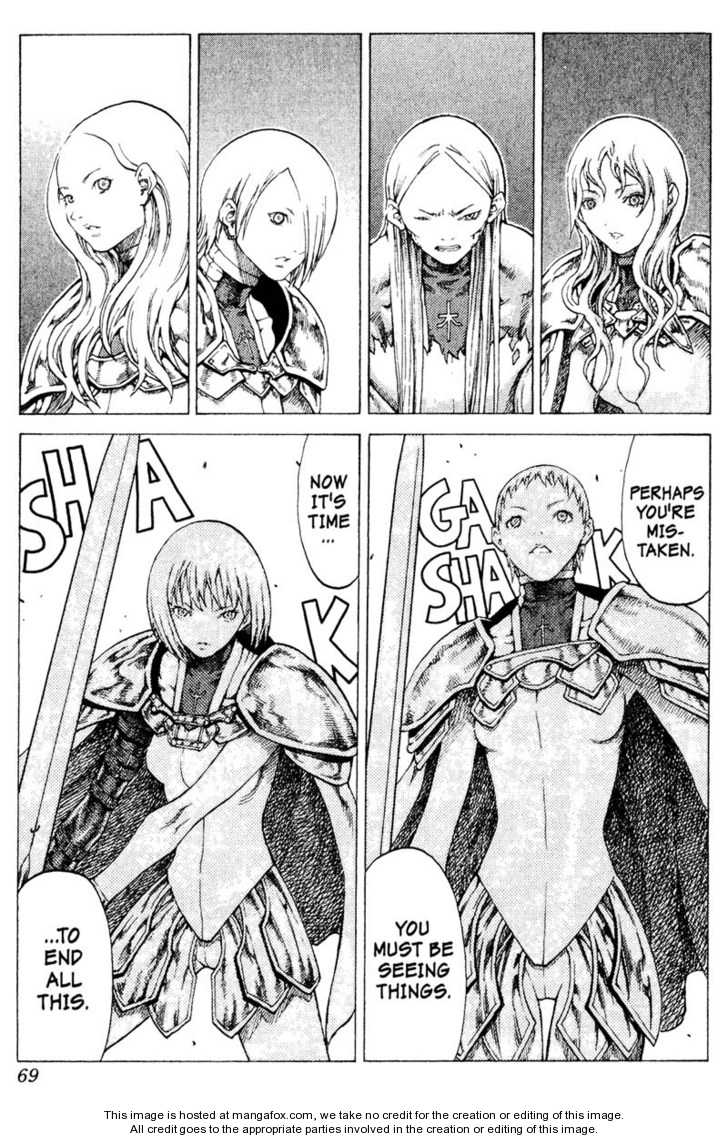 木
PERHAPS
YOU'RE
MIS-
TAKEN.
GA
SHAK
YOU
MUST BE
SEEING
THINGS.
NOW
IT'S
TIME
...
SHA
K
...TO
END
ALL
THIS.
69
This image is hosted at mangafox.com, we take no credit for the creation or editing of this image.
All credit goes to the appropriate parties involved in the creation or editing of this image.